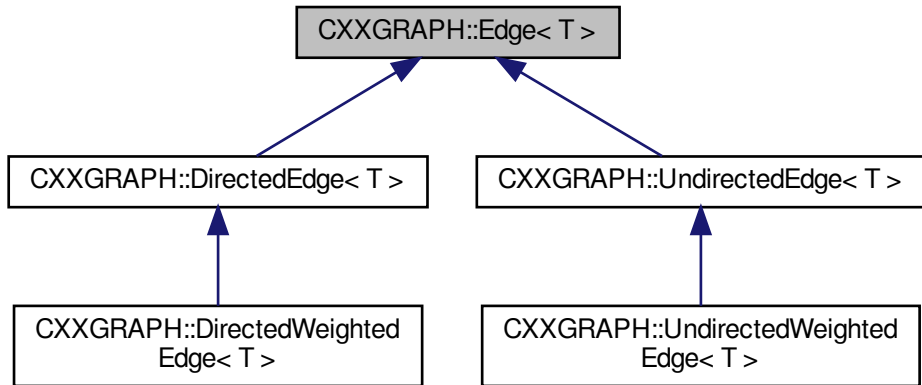 CXXGRAPH::Edge< T >
CXXGRAPH::DirectedEdge< T >
CXXGRAPH::UndirectedEdge< T >
CXXGRAPH::DirectedWeighted
Edge< T >
CXXGRAPH::UndirectedWeighted
Edge< T >